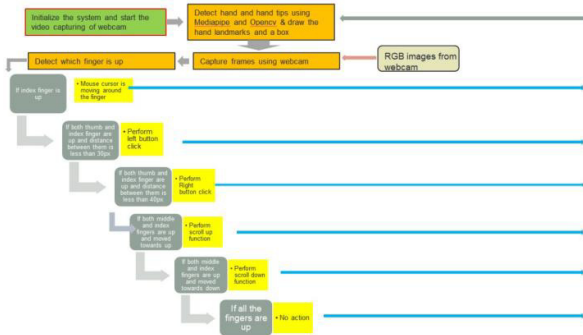 Initialize the system and start the
video capturing of webcam
Detect hand and hand tips using
Mediapipe and Opencv & draw the
hand landmarks and a box
Detect which finger is up
Capture frames using webcam
RGB images from
webcam
If index finger is
up
• Mouse cursor is
moving around
the finger
If both thumb and
index finger are
up and distance
between them is
less than 30px
• Perform
left button
click
If both thumb and
index finger are
up and distance
between them is
less than 40px
• Perform
Right
button click
If both middle
and index
fingers are up
and moved
towards up
• Perform
scroll up
function
If both middle
and index
fingers are up
and moved
towards down
• Perform
scroll down
function
If all the
fingers are
up
• No action